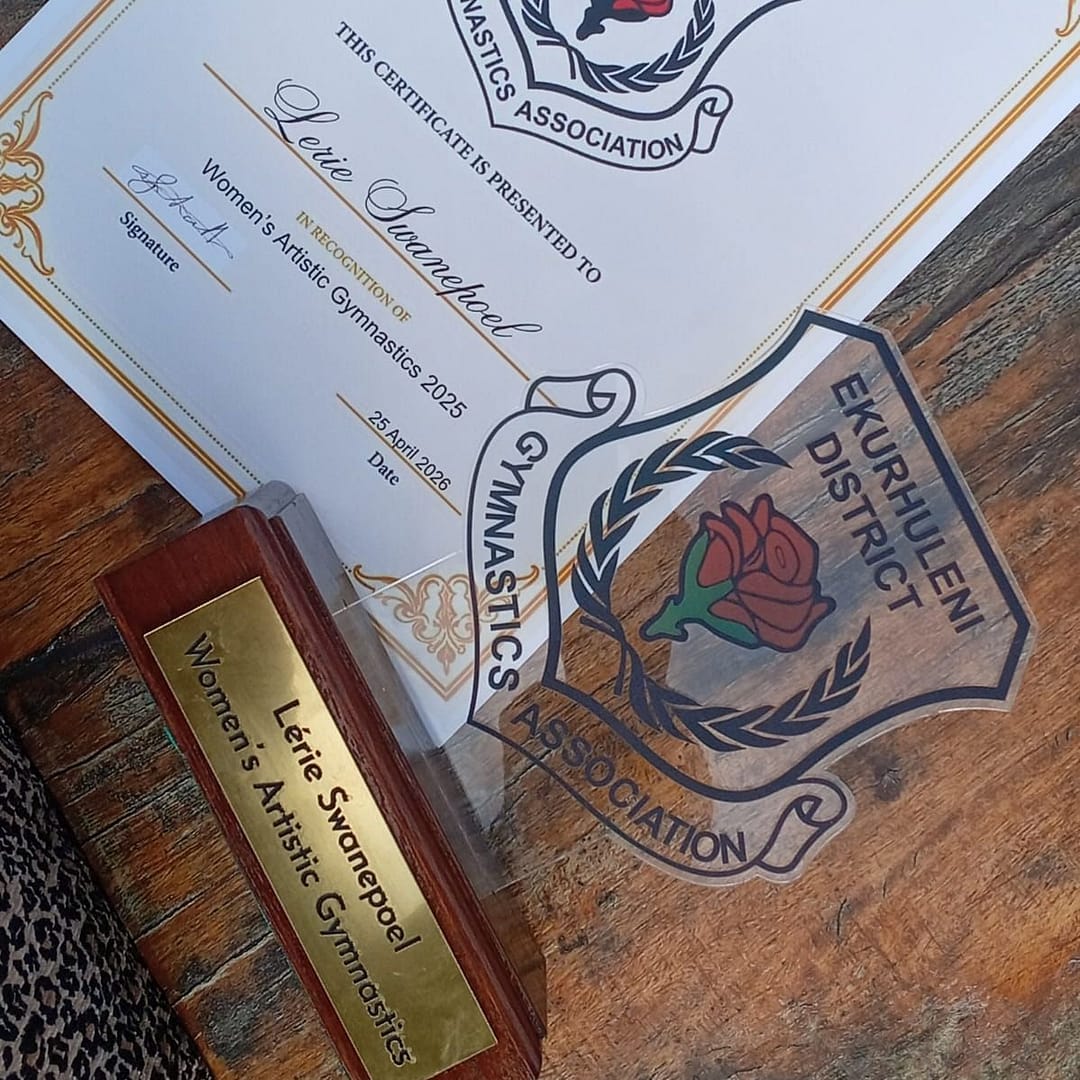 NASTICS ASSOCIATION
THIS CERTIFICATE IS PRESENTED TO
Lerie Swanepoel
IN RECOGNITION OF
Women's Artistic Gymnastics 2025
25 April 2026
Date
Signature
EKURHULENI
DISTRICT
GYMNASTICS ASSOCIATION
Lérie Swanepoel
Women's Artistic Gymnastics